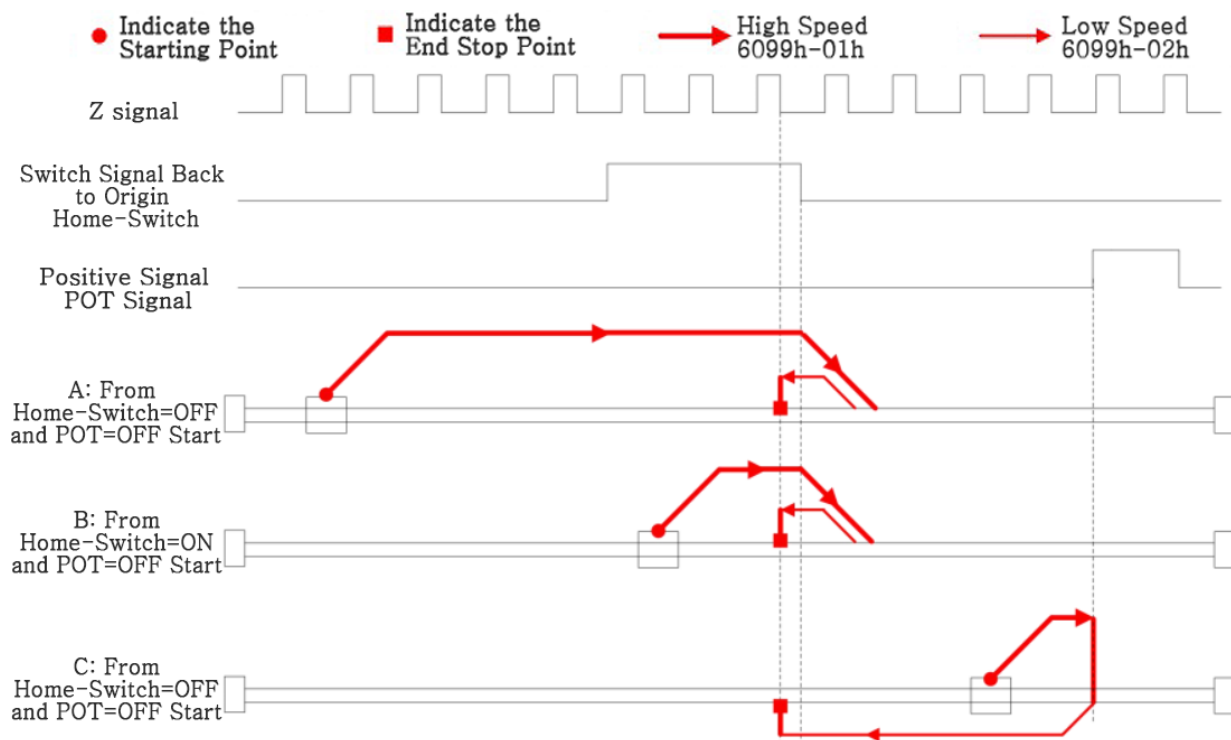 Indicate the
Starting Point
Indicate the
End Stop Point
High Speed
6099h-01h
Low Speed
6099h-02h
Z signal
Switch Signal Back
to Origin
Home-Switch
Positive Signal
POT Signal
A: From
Home-Switch=OFF
and POT=OFF Start
B: From
Home-Switch=ON
and POT=OFF Start
C: From
Home-Switch=OFF
and POT=OFF Start